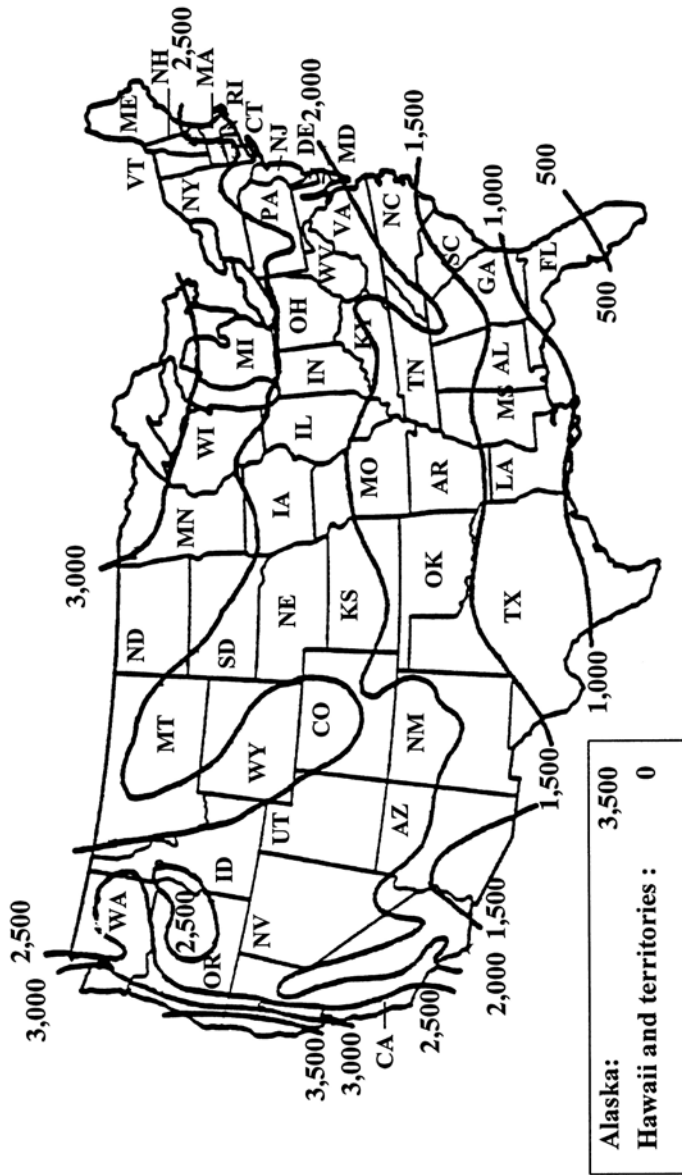 3,000
2,500
3,000
WA
MT
ND
MN
VT
ME
NH
2,500
MA
RI
CT
NJ
DE
2,000
MD
2,500
OR
ID
WY
SD
WI
MI
NY
PA
NV
UT
CO
NE
IA
IL
IN
OH
WV
VA
3,500
3,000
CA
2,500
2,000
AZ
NM
KS
MO
KY
NC
1,500
1,500
1,500
OK
AR
TN
SC
1,000
TX
LA
MS
AL
GA
FL
500
500
1,000
Alaska: 3,500
Hawaii and territories : 0